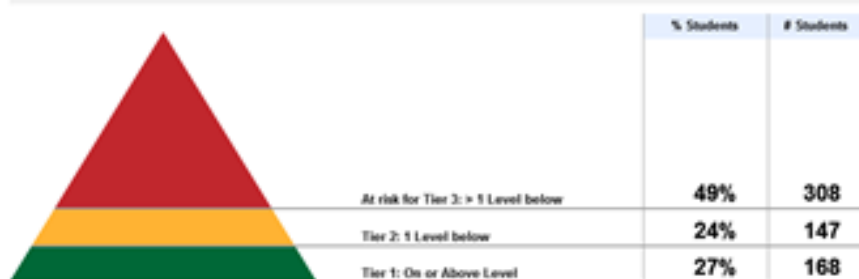 % Students # Students
At risk for Tier 3: > 1 Level below 49% 308
Tier 2: 1 Level below 24% 147
Tier 1: On or Above Level 27% 168